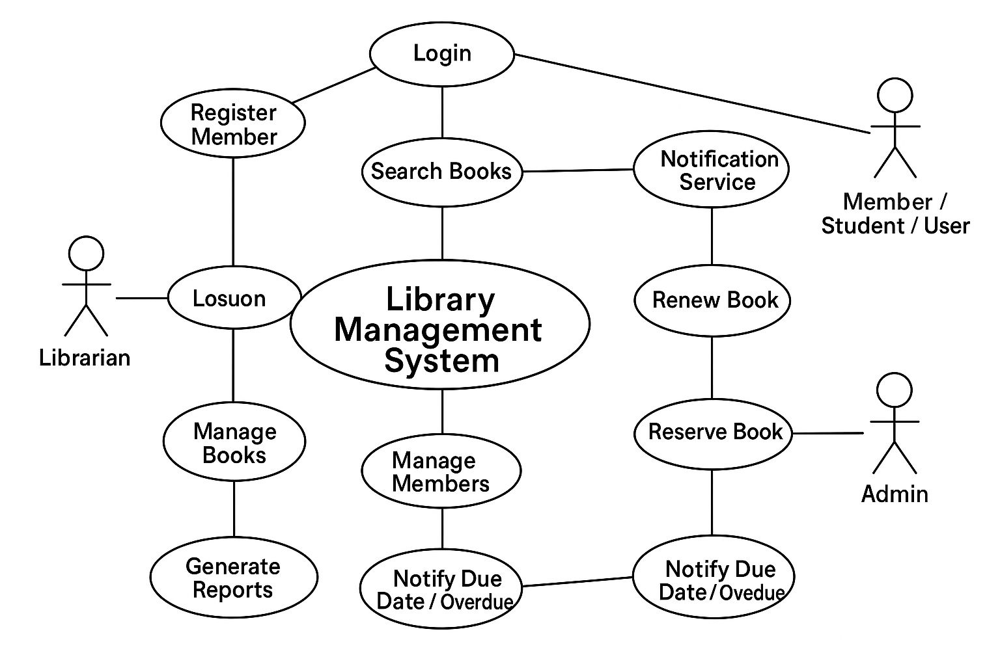 Login
Register
Member
Search Books
Notification
Service
Member /
Student / User
Losuon
Library
Management
System
Renew Book
Librarian
Manage
Books
Manage
Members
Reserve Book
Admin
Generate
Reports
Notify Due
Date / Overdue
Notify Due
Date / Ovedue